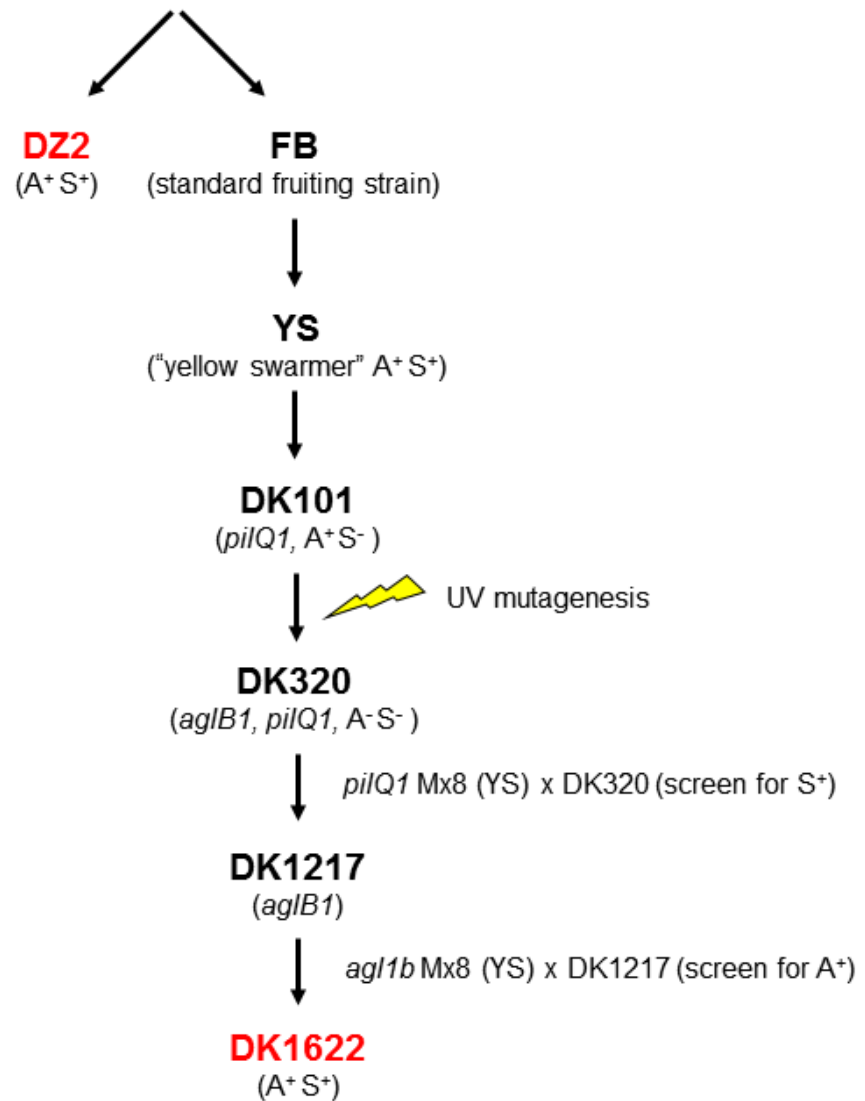 DZ2
(A⁺ S⁺)
FB
(standard fruiting strain)
YS
("yellow swarmer" A⁺ S⁺)
DK101
(pilQ1, A⁺ S⁻ )
UV mutagenesis
DK320
(aglB1, pilQ1, A⁻ S⁻ )
pilQ1 Mx8 (YS) x DK320 (screen for S⁺)
DK1217
(aglB1)
agl1b Mx8 (YS) x DK1217 (screen for A⁺)
DK1622
(A⁺ S⁺)